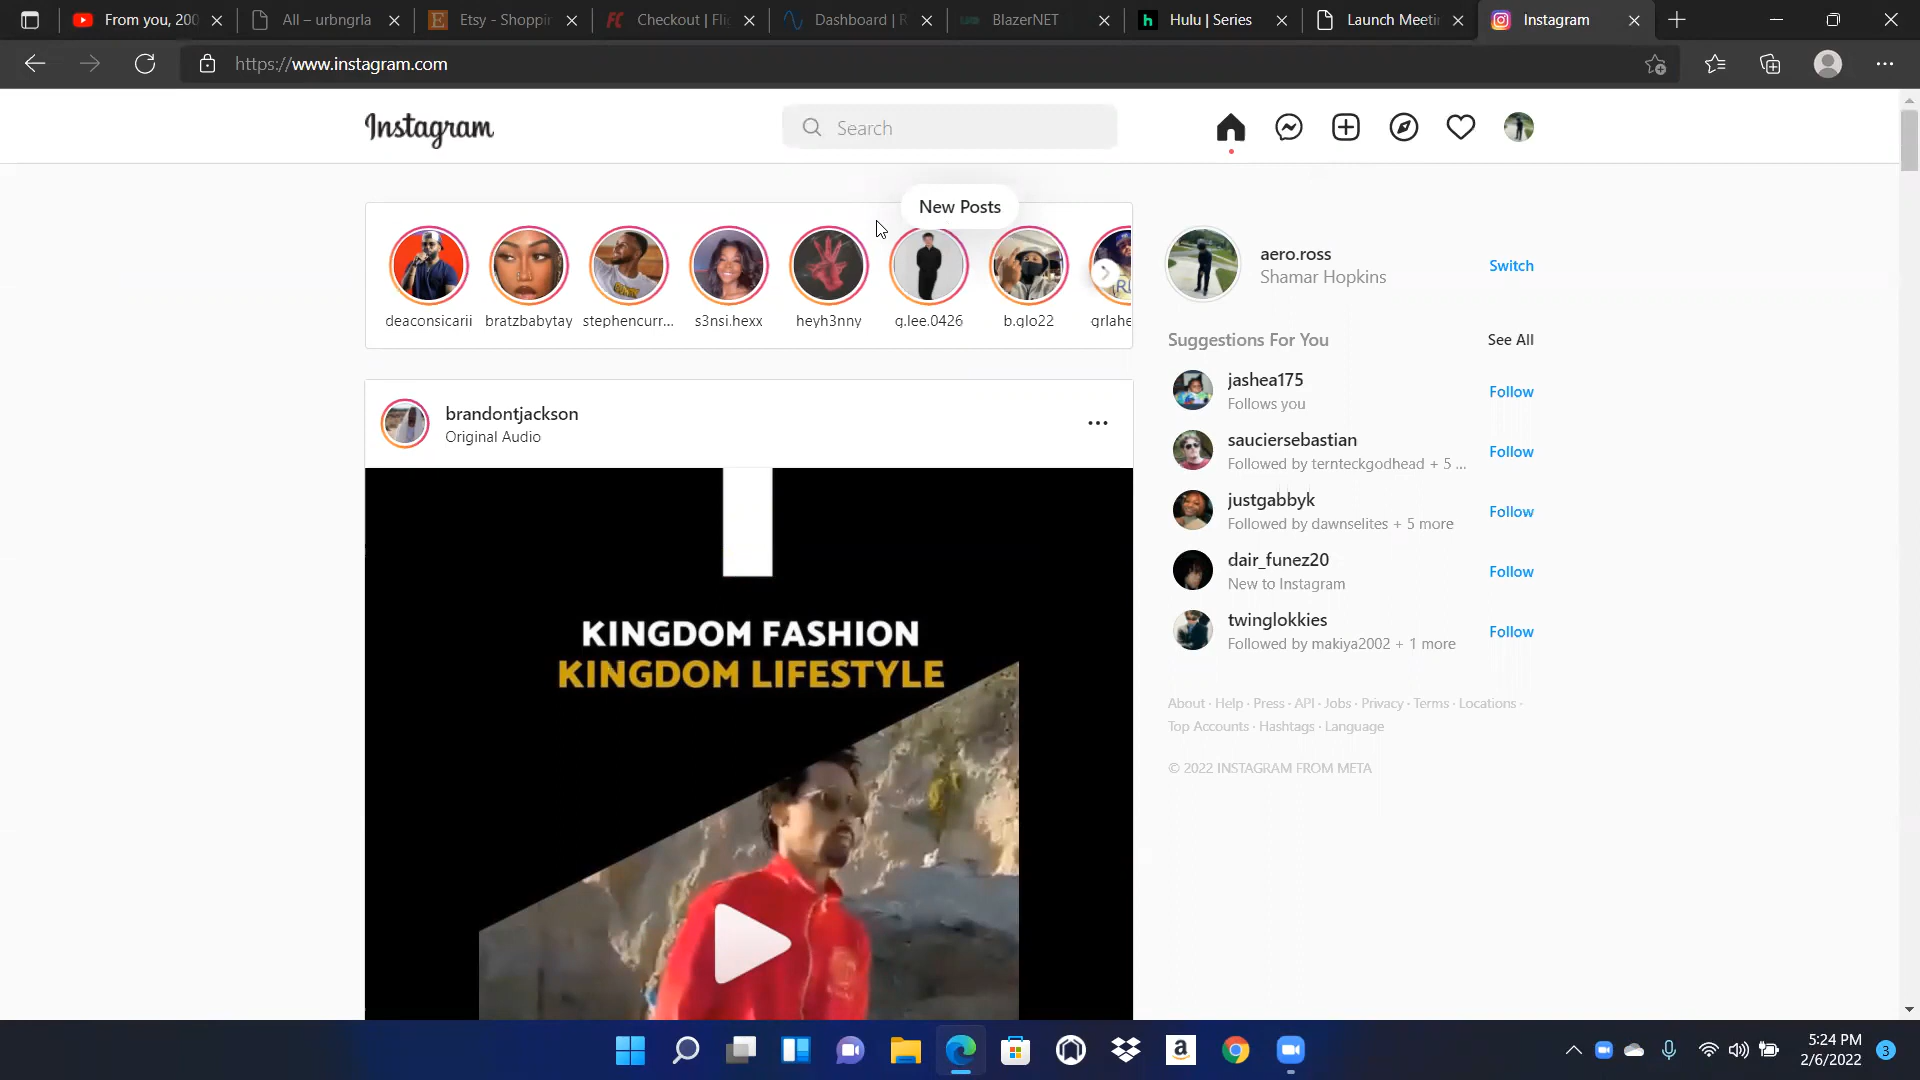 From you, 200
All – urbngrla
Etsy - Shoppin
Checkout | Flic
Dashboard | R
BlazerNET
Hulu | Series
Launch Meeti
Instagram
https://www.instagram.com
Instagram
Search
New Posts
deaconsicarii
bratzbabytay
stephencurr...
s3nsi.hexx
heyh3nny
g.lee.0426
b.glo22
grlahe
aero.ross
Shamar Hopkins
Switch
Suggestions For You
See All
jashea175
Follows you
Follow
sauciersebastian
Followed by ternteckgodhead + 5 ...
Follow
justgabbyk
Followed by dawnselites + 5 more
Follow
dair_funez20
New to Instagram
Follow
twinglokkies
Followed by makiya2002 + 1 more
Follow
About · Help · Press · API · Jobs · Privacy · Terms · Locations ·
Top Accounts · Hashtags · Language
© 2022 INSTAGRAM FROM META
brandontjackson
Original Audio
KINGDOM FASHION
KINGDOM LIFESTYLE
5:24 PM
2/6/2022
3